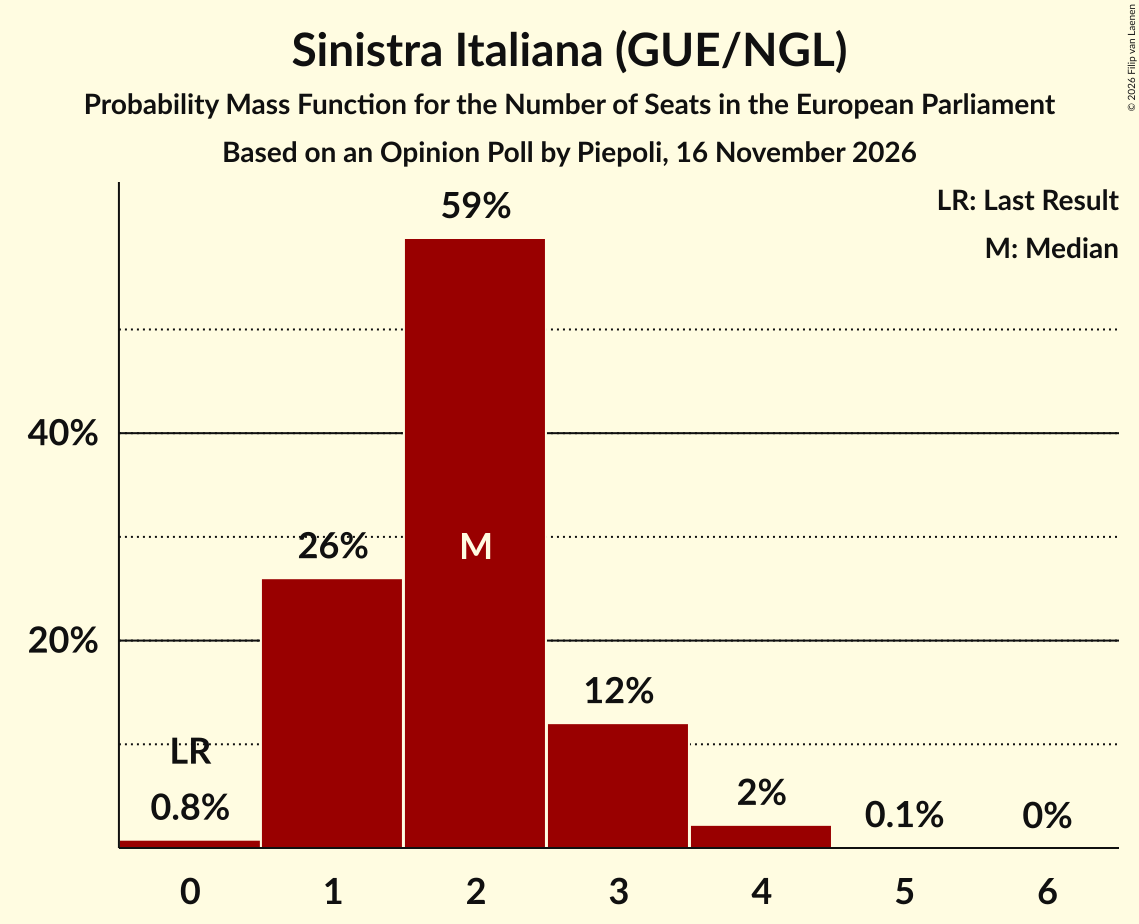 Sinistra Italiana (GUE/NGL)
Probability Mass Function for the Number of Seats in the European Parliament
Based on an Opinion Poll by Piepoli, 16 November 2026
© 2026 Filip van Laenen
LR: Last Result
M: Median
59%
40%
26%
M
20%
12%
LR
0.8%
2%
0.1%
0%
0 1 2 3 4 5 6